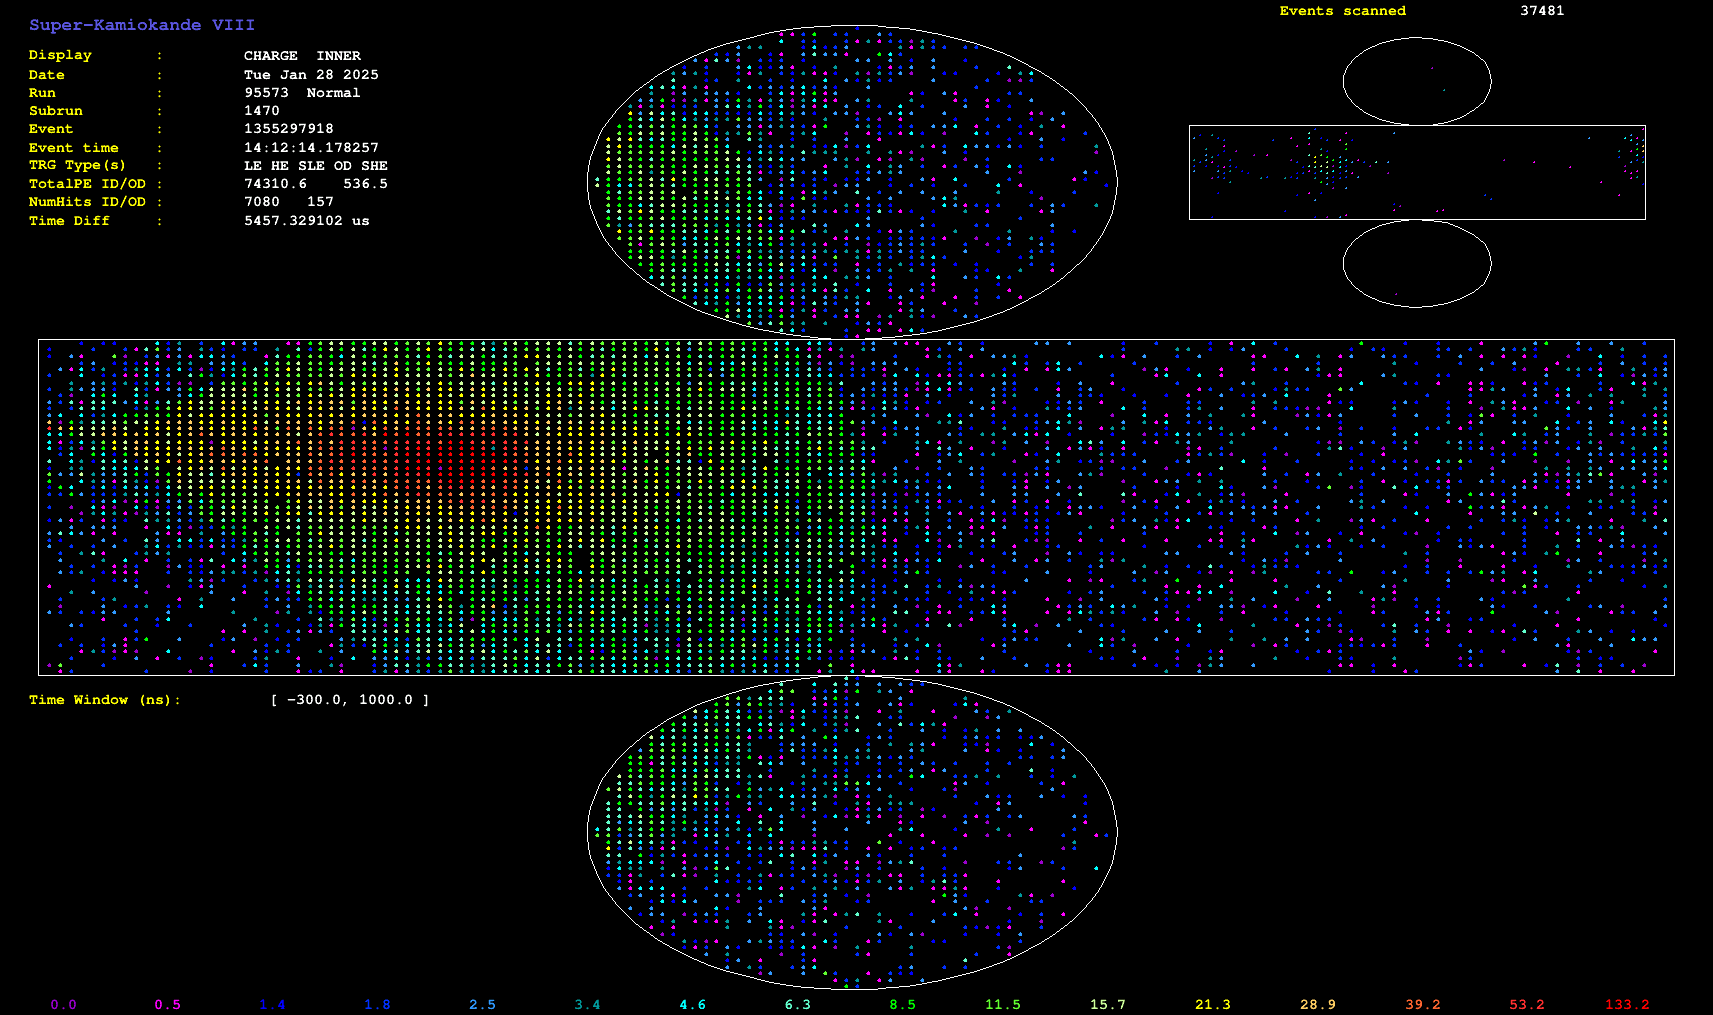 Super-Kamiokande VIII
Display : CHARGE INNER
Date : Tue Jan 28 2025
Run : 95573 Normal
Subrun : 1470
Event : 1355297918
Event time : 14:12:14.178257
TRG Type(s) : LE HE SLE OD SHE
TotalPE ID/OD : 74310.6 536.5
NumHits ID/OD : 7080 157
Time Diff : 5457.329102 us
Events scanned 37481
Time Window (ns): [ -300.0, 1000.0 ]
0.0 0.5 1.4 1.8 2.5 3.4 4.6 6.3 8.5 11.5 15.7 21.3 28.9 39.2 53.2 133.2